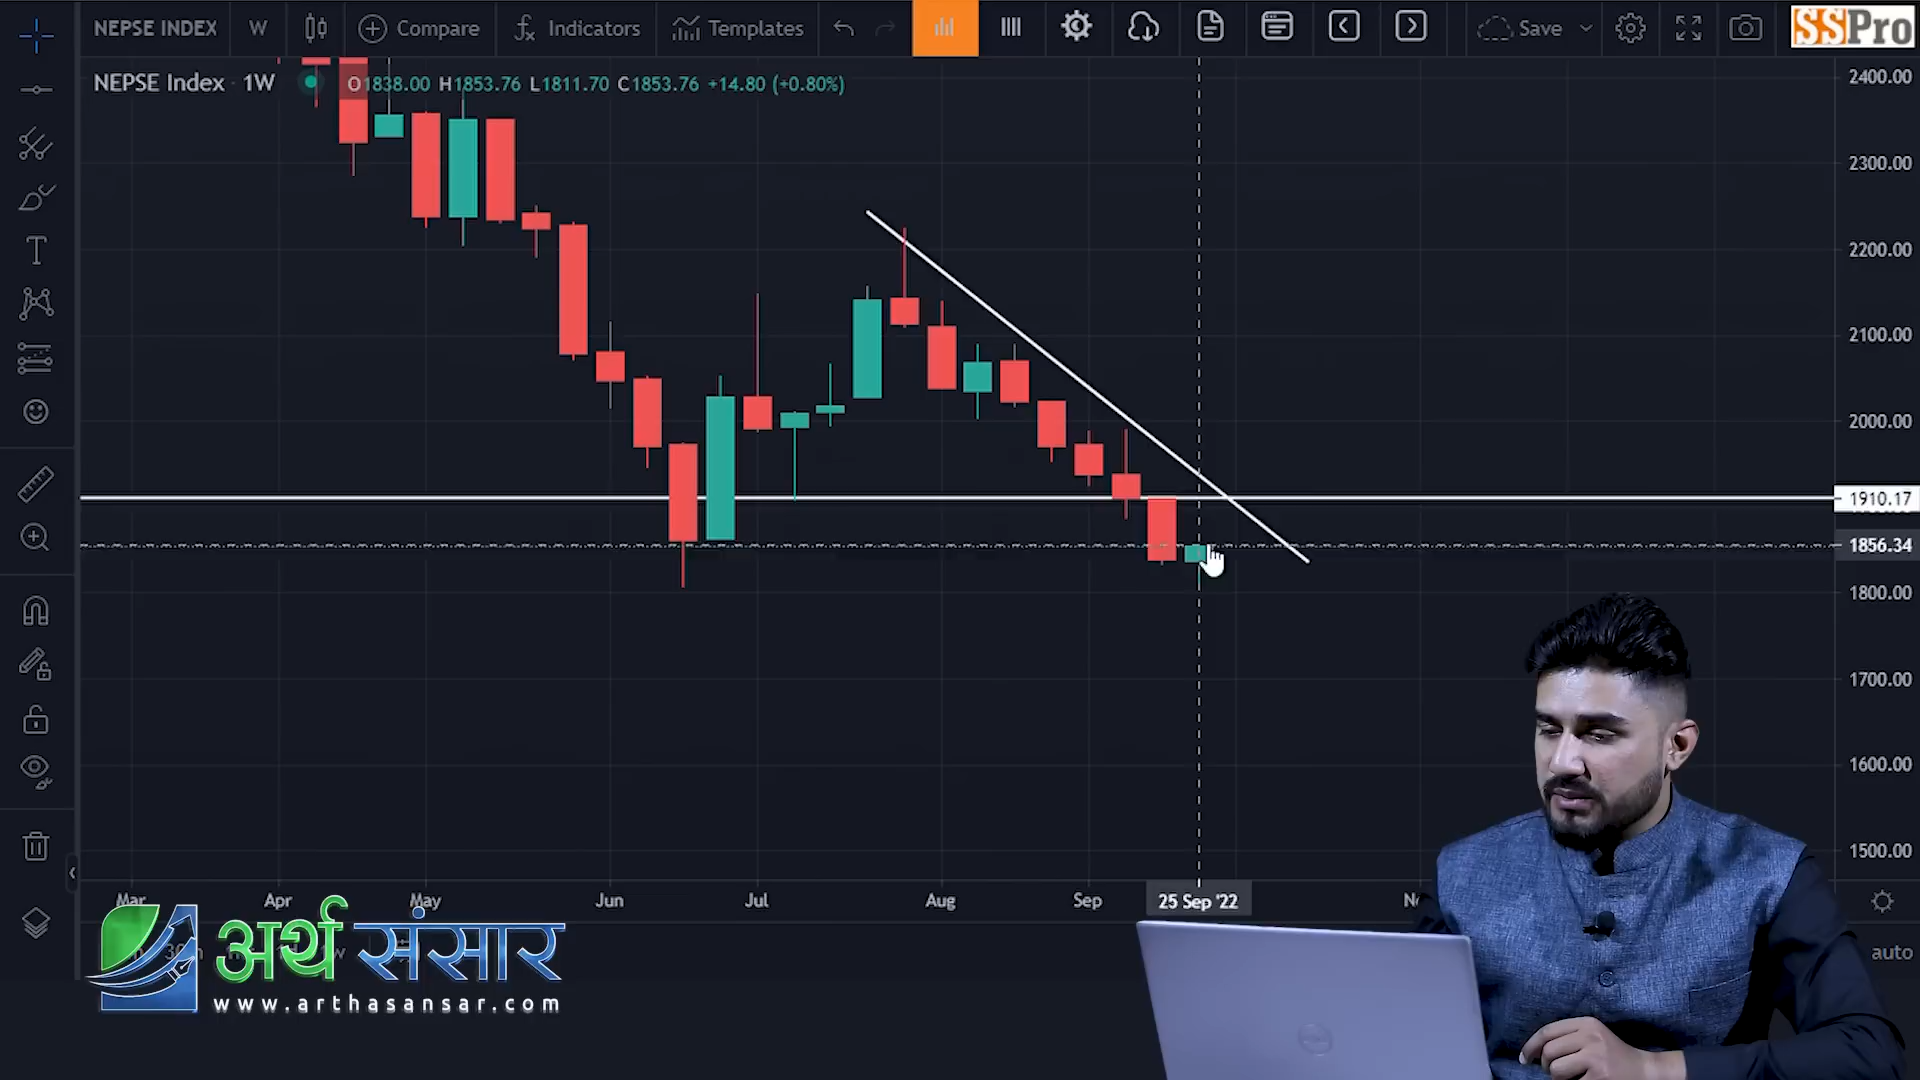 NEPSE INDEX W Compare Indicators Templates Save SSPro
NEPSE Index · 1W O1838.00 H1853.76 L1811.70 C1853.76 +14.80 (+0.80%)
2400.00
2300.00
2200.00
2100.00
2000.00
1910.17
1856.34
1800.00
1700.00
1600.00
1500.00
Mar Apr May Jun Jul Aug Sep 25 Sep '22
auto
अर्थ संसार
www.arthasansar.com